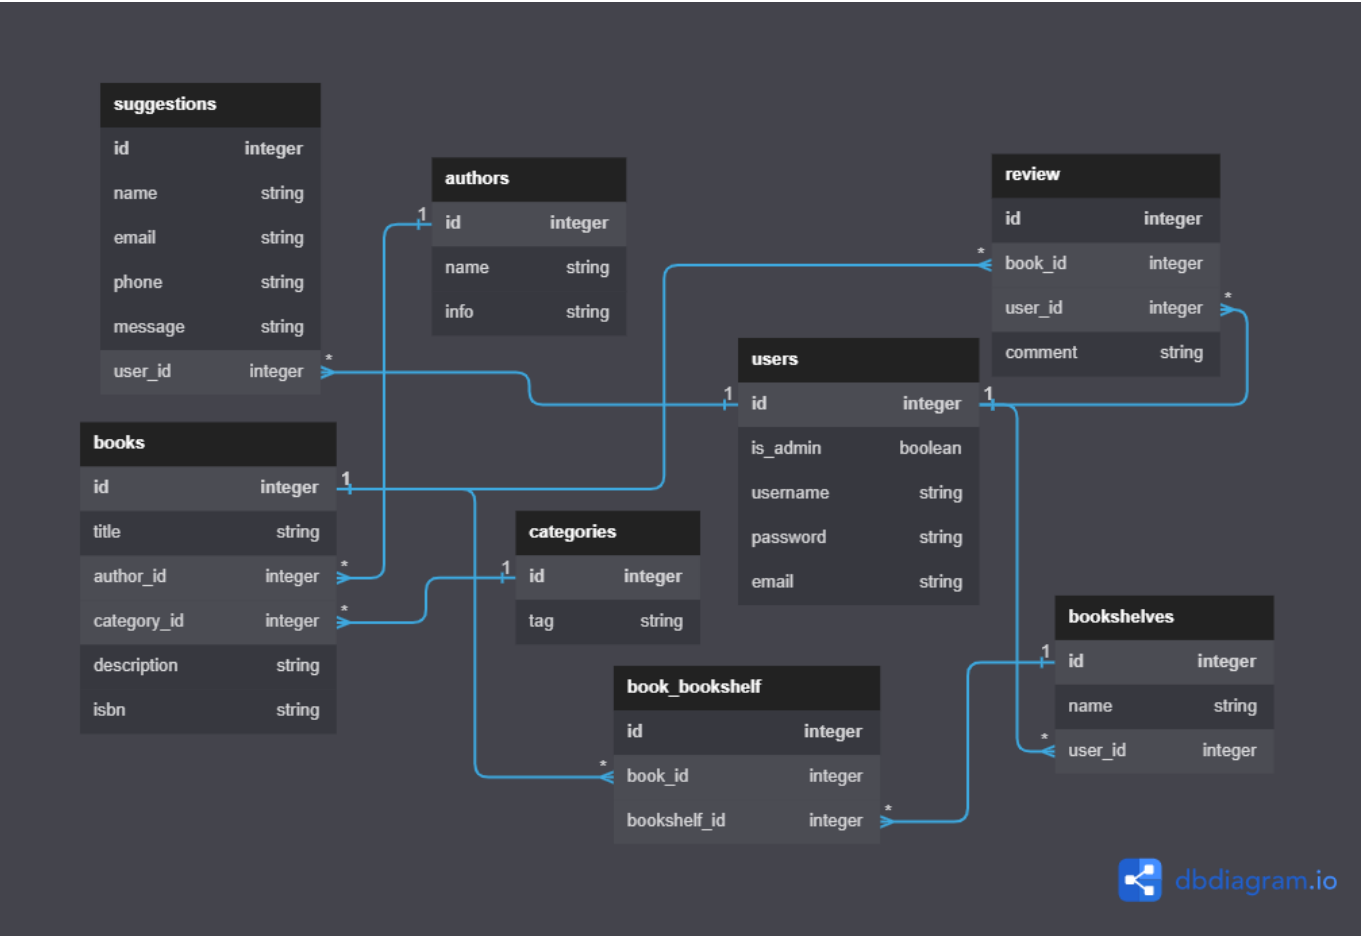 suggestions
id integer
name string
email string
phone string
message string
user_id integer *
authors
1 id integer
name string
info string
review
id integer
* book_id integer
user_id integer *
comment string
users
1 id integer 1
is_admin boolean
username string
password string
email string
books
id integer 1
title string
author_id integer *
category_id integer *
description string
isbn string
categories
1 id integer
tag string
book_bookshelf
id integer
* book_id integer
bookshelf_id integer *
bookshelves
1 id integer
name string
* user_id integer
dbdiagram.io